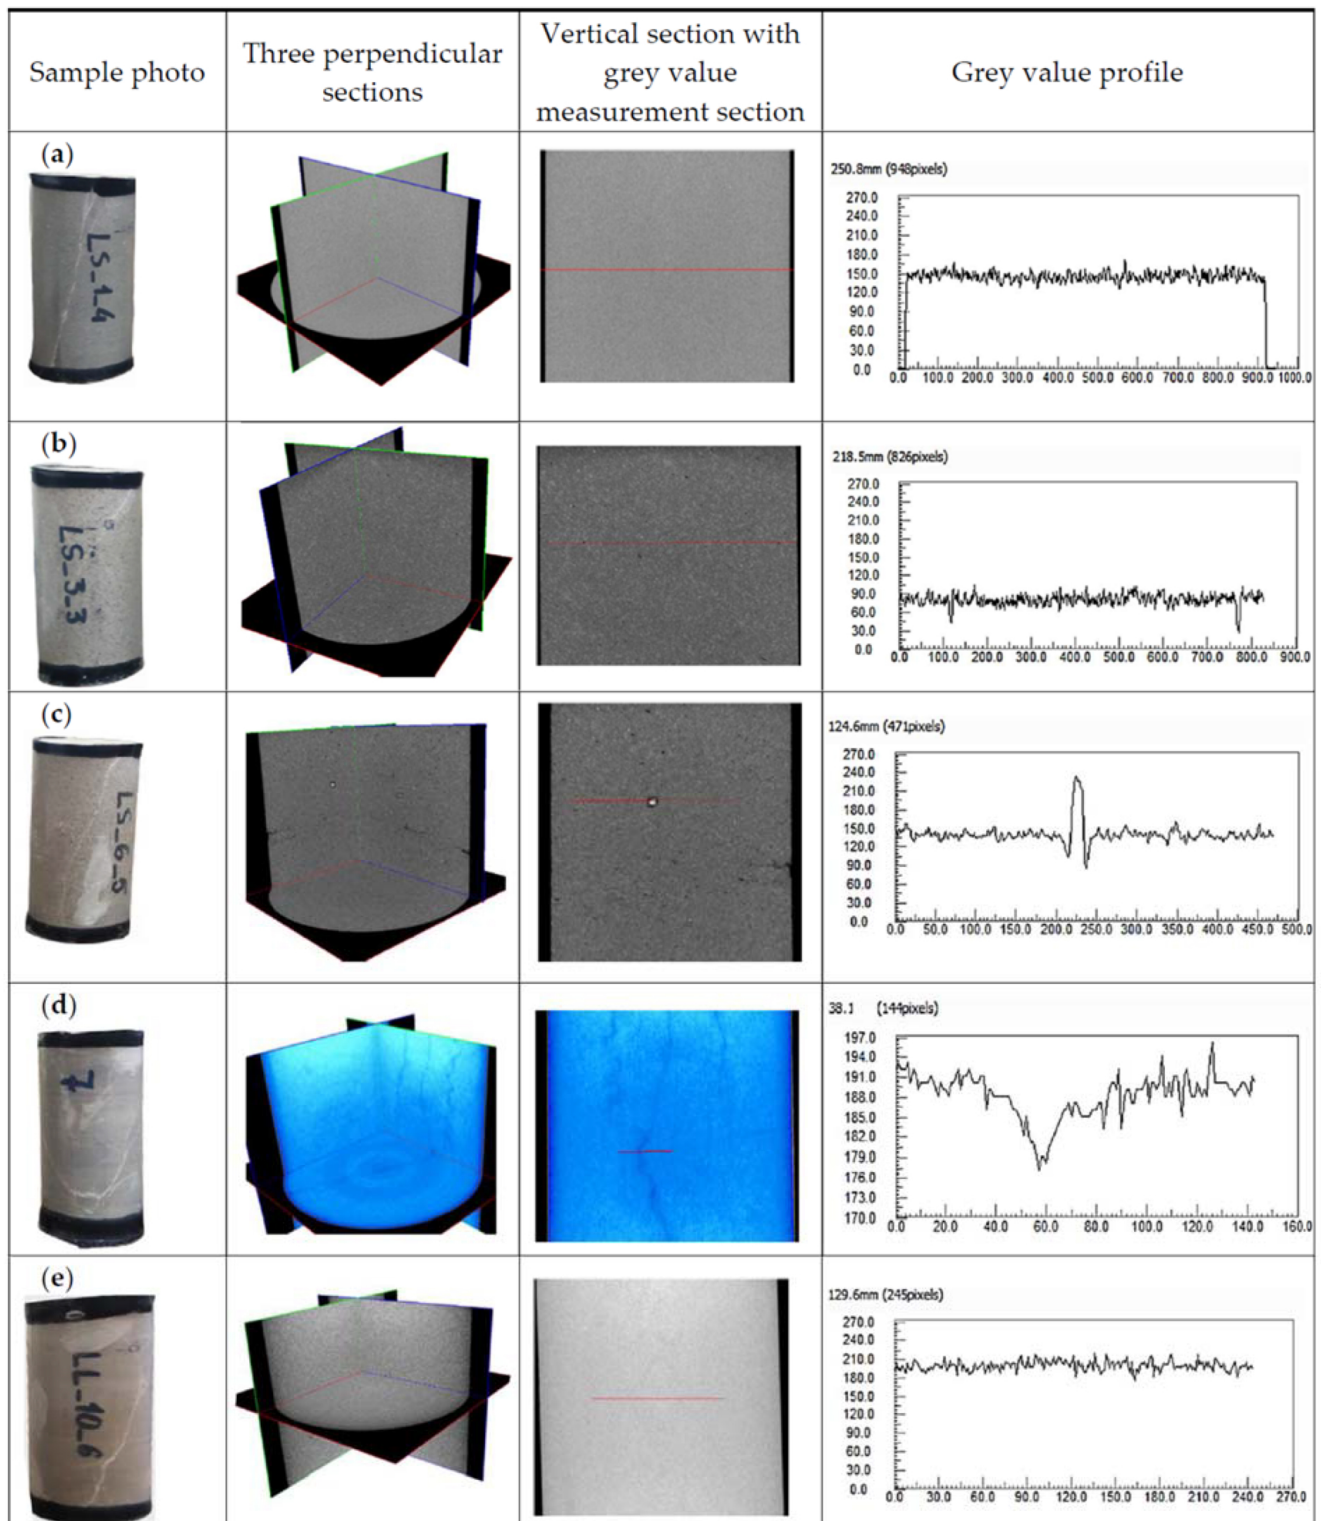 Sample photo
Three perpendicular
sections
Vertical section with
grey value
measurement section
Grey value profile
(a)
LS_1_4
250.8mm (948pixels)
270.0
240.0
210.0
180.0
150.0
120.0
90.0
60.0
30.0
0.0
0.0 100.0 200.0 300.0 400.0 500.0 600.0 700.0 800.0 900.0 1000.0
(b)
LS_3_3
218.5mm (826pixels)
270.0
240.0
210.0
180.0
150.0
120.0
90.0
60.0
30.0
0.0
0.0 100.0 200.0 300.0 400.0 500.0 600.0 700.0 800.0 900.0
(c)
LS_6_5
124.6mm (471pixels)
270.0
240.0
210.0
180.0
150.0
120.0
90.0
60.0
30.0
0.0
0.0 50.0 100.0 150.0 200.0 250.0 300.0 350.0 400.0 450.0 500.0
(d)
7
38.1 (144pixels)
197.0
194.0
191.0
188.0
185.0
182.0
179.0
176.0
173.0
170.0
0.0 20.0 40.0 60.0 80.0 100.0 120.0 140.0 160.0
(e)
LL_10_6
129.6mm (245pixels)
270.0
240.0
210.0
180.0
150.0
120.0
90.0
60.0
30.0
0.0
0.0 30.0 60.0 90.0 120.0 150.0 180.0 210.0 240.0 270.0